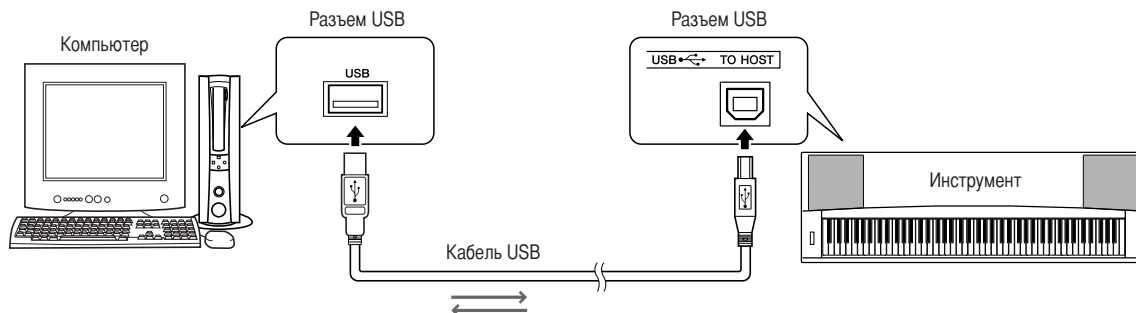 Разъем USB
Разъем USB
Компьютер
USB
USB TO HOST
Инструмент
Кабель USB